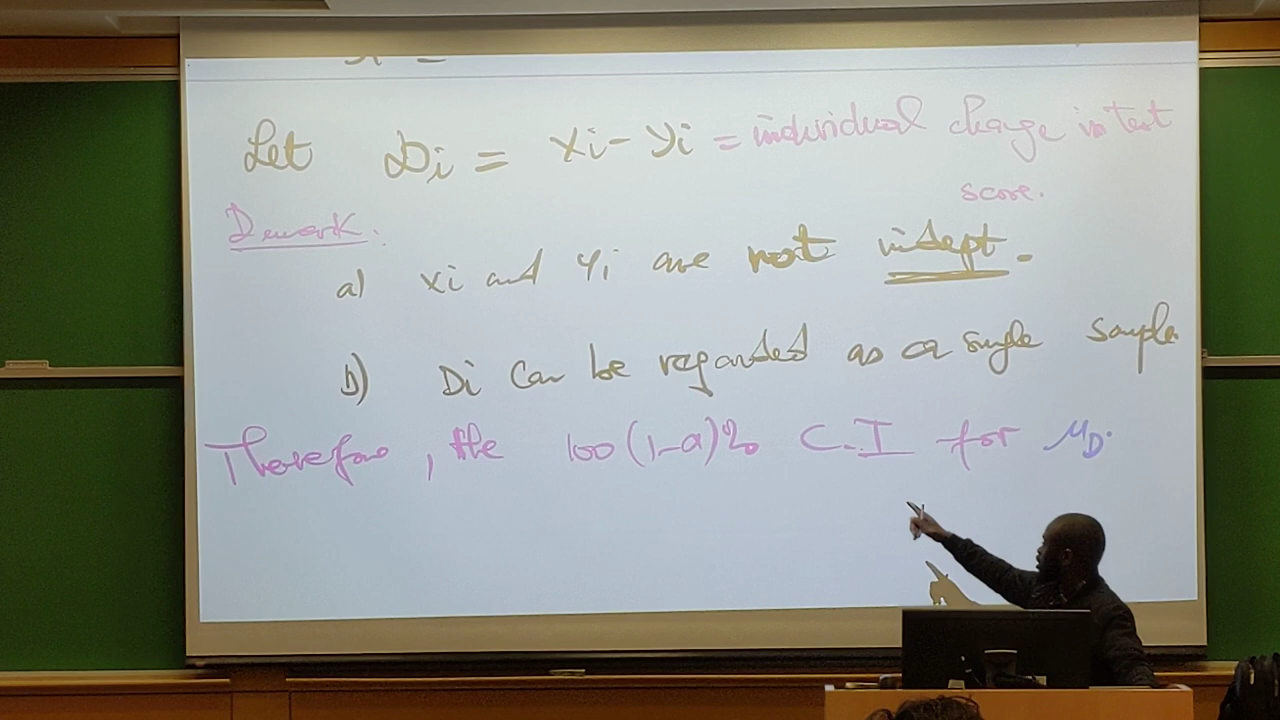 Let Di = xi - yi = individual change in test
score.
Remark:
a) xi and yi are not indept.
b) Di can be regarded as a single sample
Therefore, the 100(1-α)% C.I for μD.